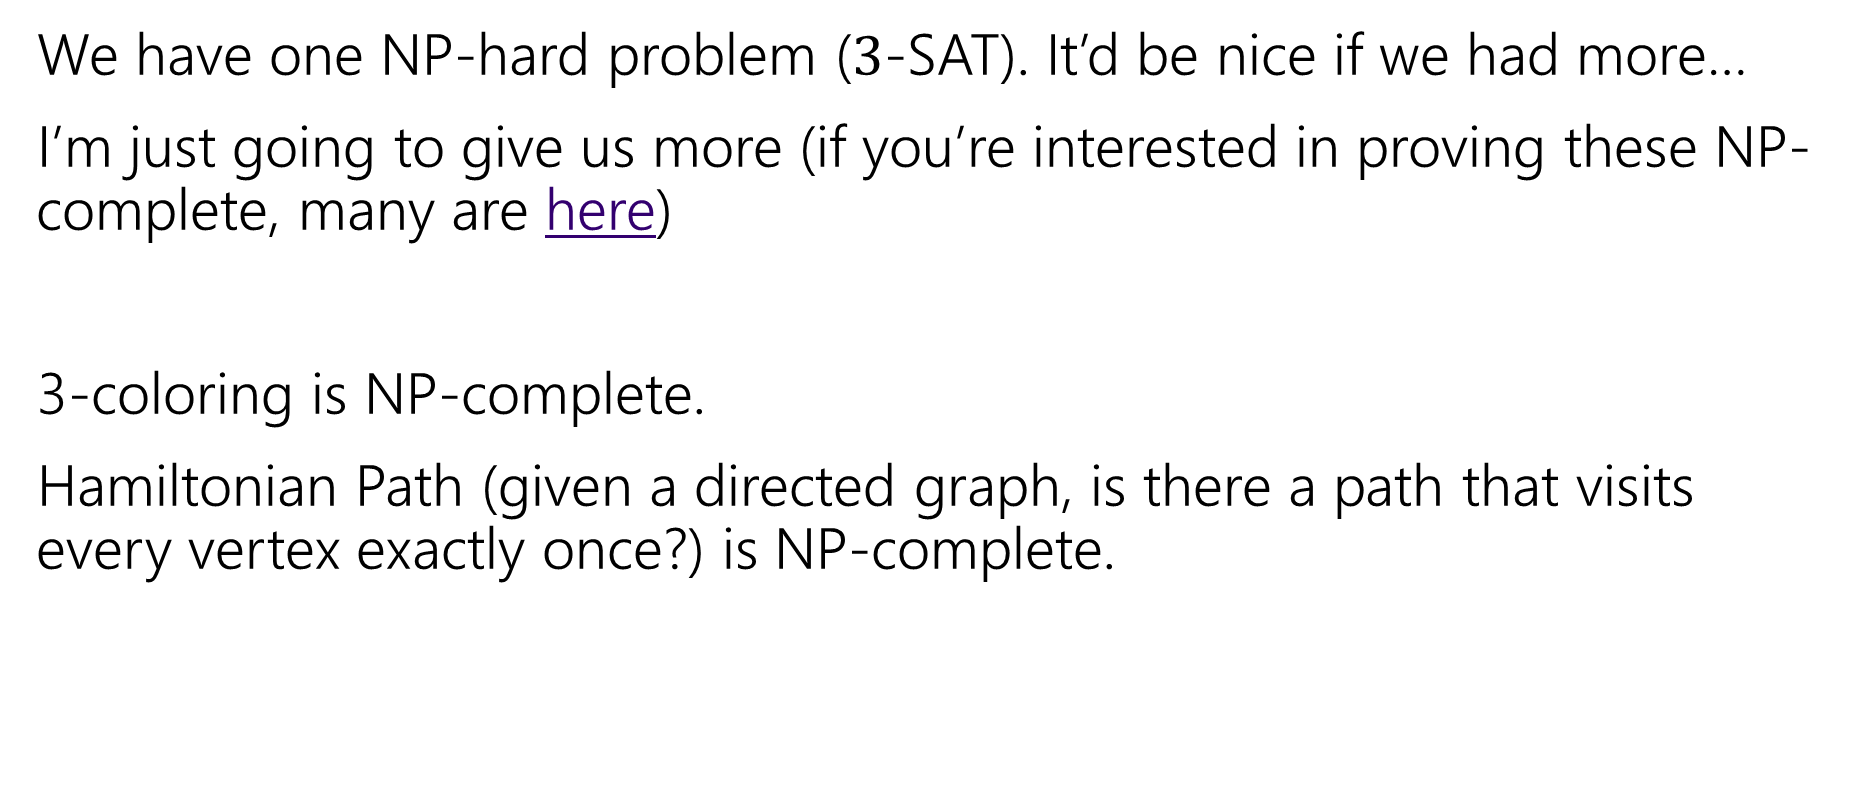 We have one NP-hard problem (3-SAT). It’d be nice if we had more…
I’m just going to give us more (if you’re interested in proving these NP-
complete, many are here)
3-coloring is NP-complete.
Hamiltonian Path (given a directed graph, is there a path that visits
every vertex exactly once?) is NP-complete.